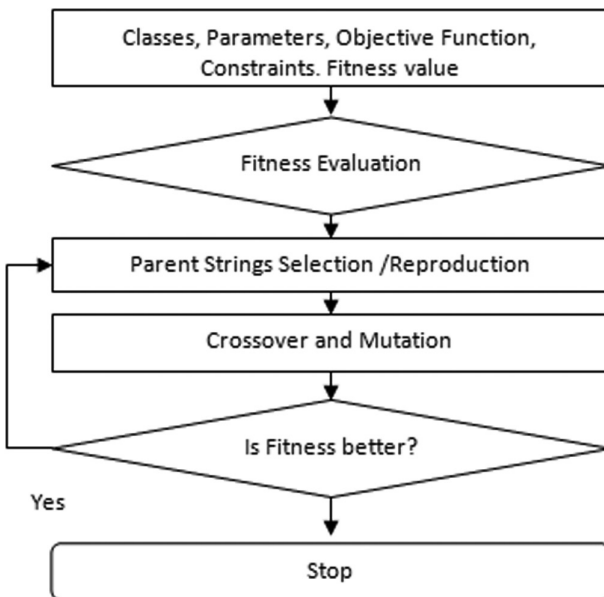 Classes, Parameters, Objective Function,
Constraints. Fitness value
Fitness Evaluation
Parent Strings Selection /Reproduction
Crossover and Mutation
Is Fitness better?
Yes
Stop